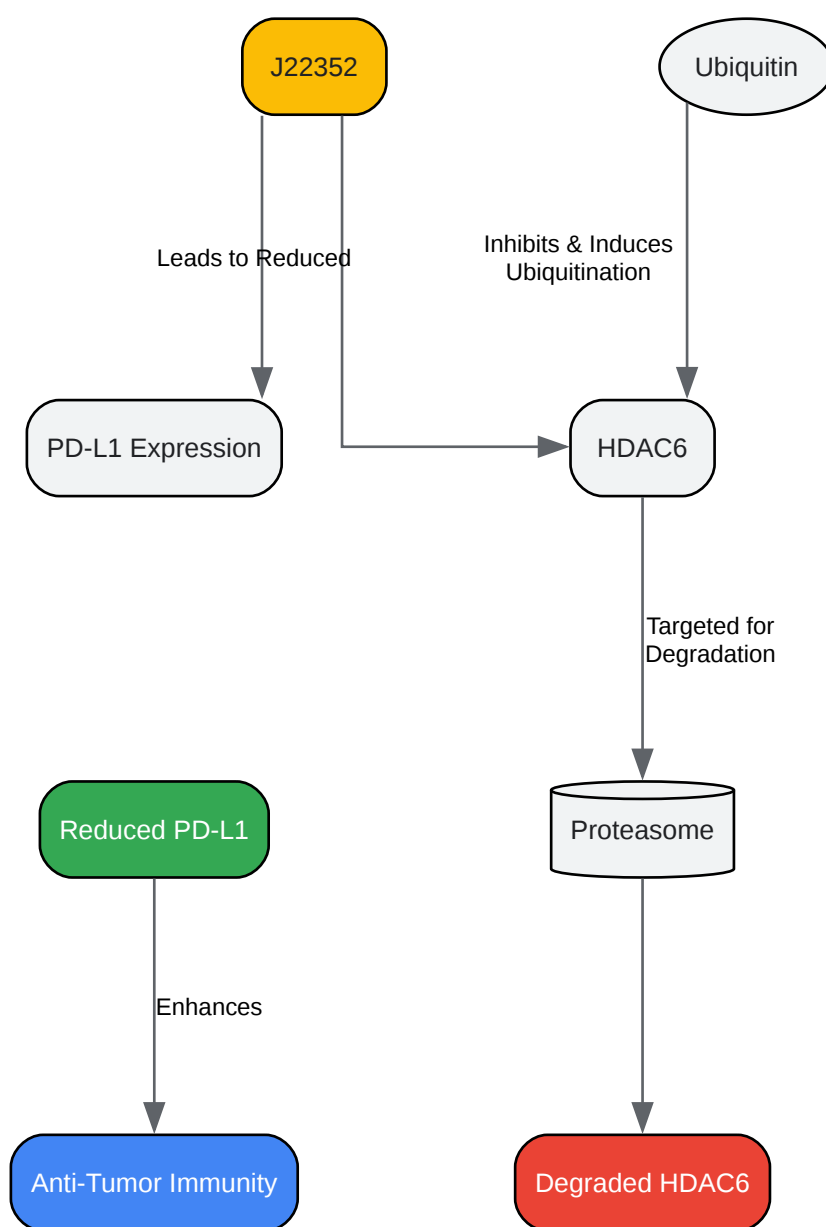 J22352
Ubiquitin
Leads to Reduced
Inhibits & Induces
Ubiquitination
PD-L1 Expression
HDAC6
Targeted for
Degradation
Reduced PD-L1
Proteasome
Enhances
Anti-Tumor Immunity
Degraded HDAC6